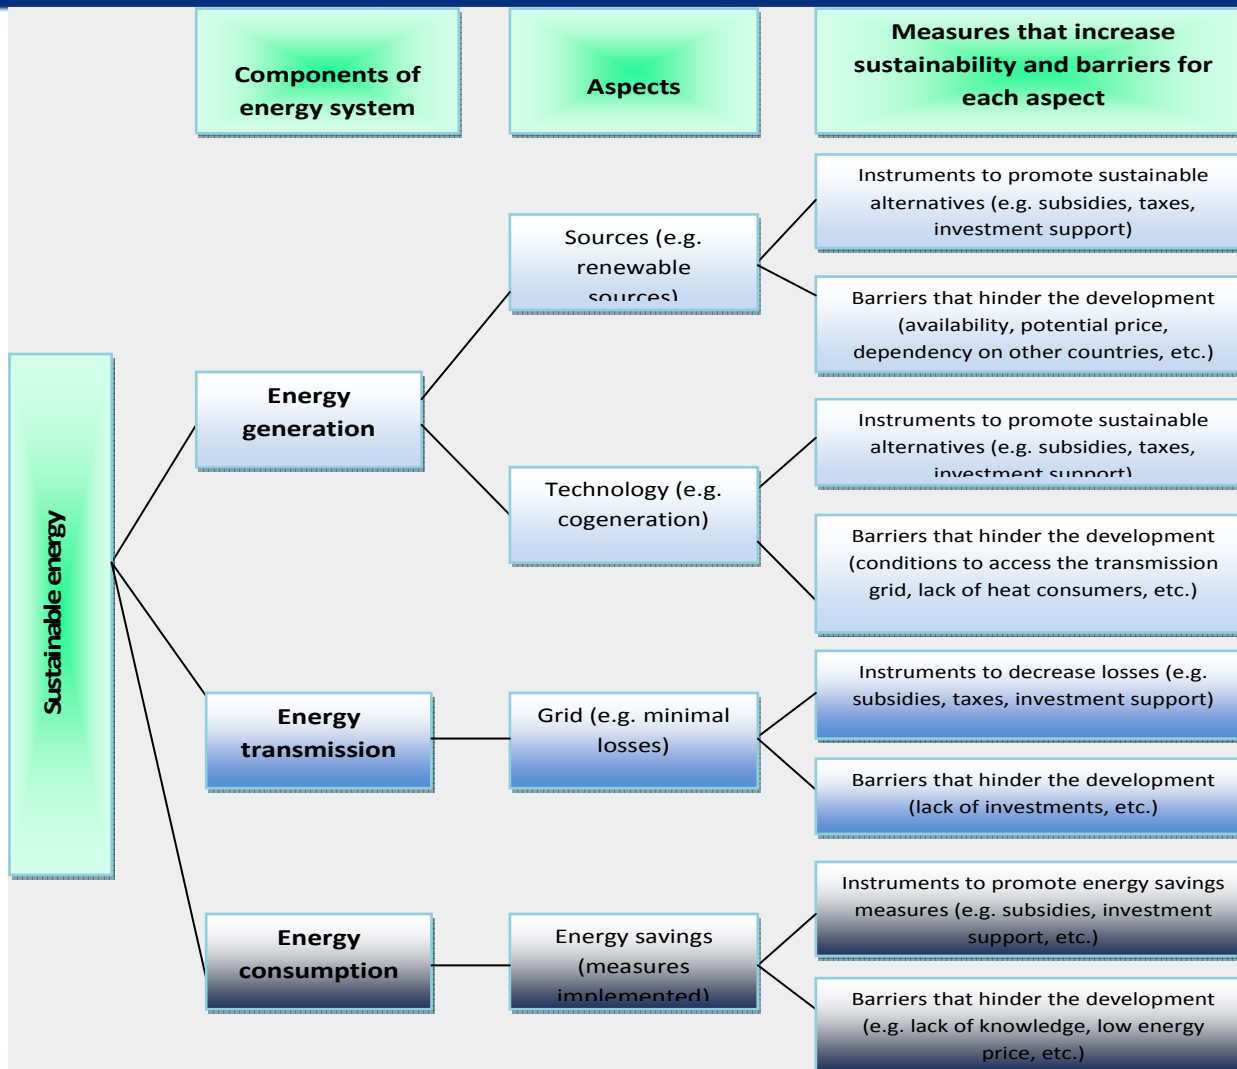 Components of
energy system
Aspects
Measures that increase
sustainability and barriers for
each aspect
Sustainable energy
Energy
generation
Sources (e.g.
renewable
sources)
Instruments to promote sustainable
alternatives (e.g. subsidies, taxes,
investment support)
Barriers that hinder the development
(availability, potential price,
dependency on other countries, etc.)
Technology (e.g.
cogeneration)
Instruments to promote sustainable
alternatives (e.g. subsidies, taxes,
investment support)
Barriers that hinder the development
(conditions to access the transmission
grid, lack of heat consumers, etc.)
Energy
transmission
Grid (e.g. minimal
losses)
Instruments to decrease losses (e.g.
subsidies, taxes, investment support)
Barriers that hinder the development
(lack of investments, etc.)
Energy
consumption
Energy savings
(measures
implemented)
Instruments to promote energy savings
measures (e.g. subsidies, investment
support, etc.)
Barriers that hinder the development
(e.g. lack of knowledge, low energy
price, etc.)